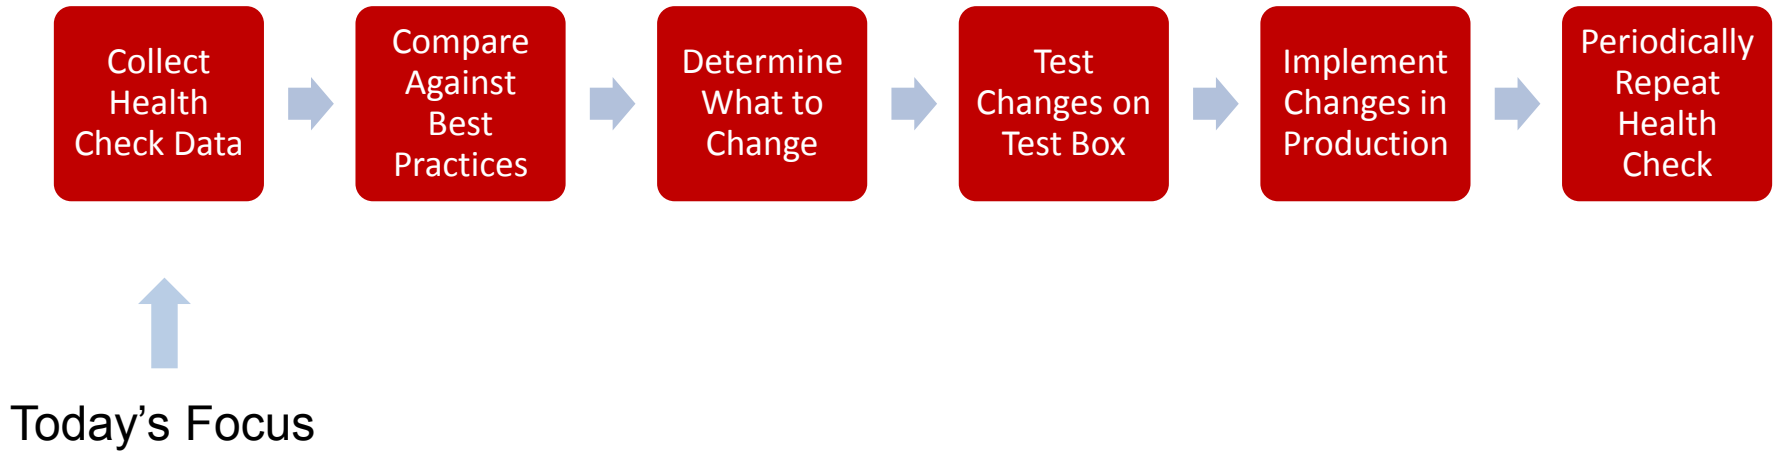 Collect
Health
Check Data
Compare
Against
Best
Practices
Determine
What to
Change
Test
Changes on
Test Box
Implement
Changes in
Production
Periodically
Repeat
Health
Check
Today’s Focus